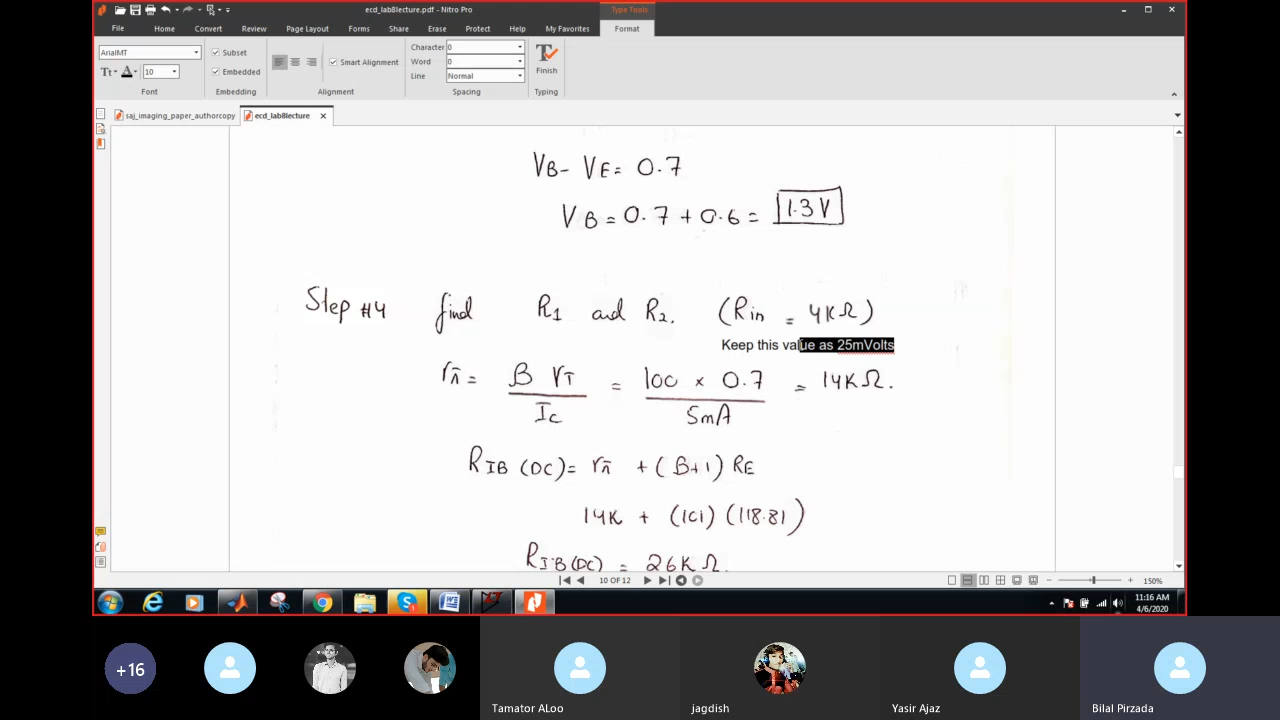 ecd_lab8lecture.pdf - Nitro Pro
Type Tools
File Home Convert Review Page Layout Forms Share Erase Protect Help My Favorites Format
ArialMT
10
Font
Subset
Embedded
Embedding
Smart Alignment
Alignment
Character 0
Word 0
Line Normal
Spacing
Finish
Typing
saj_imaging_paper_authorcopy ecd_lab8lecture
VB - VE = 0.7
VB = 0.7 + 0.6 = 1.3 V
Step #4 find R1 and R2. (Rin = 4KΩ)
Keep this value as 25mVolts
rπ = β VT / Ic = 100 × 0.7 / 5mA = 14KΩ.
RIB (DC) = rπ + (β+1) RE
14K + (101) (118.81)
RIB(DC) = 26KΩ.
10 OF 12
150%
11:16 AM
4/6/2020
+16
Tamator ALoo
jagdish
Yasir Ajaz
Bilal Pirzada